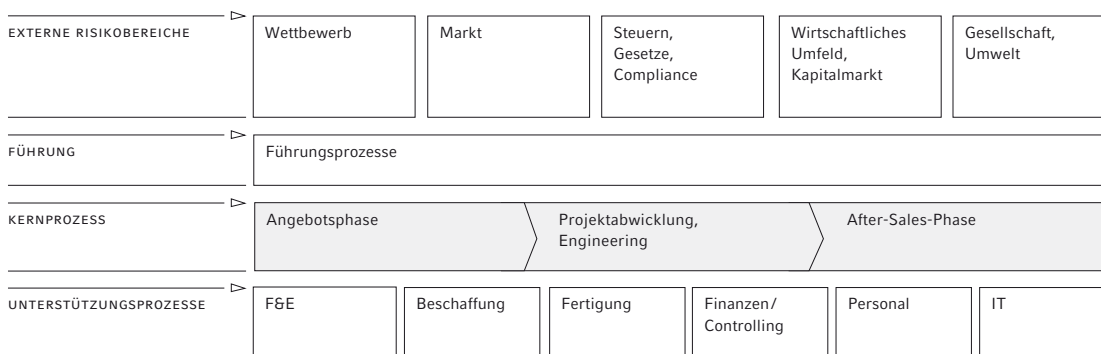 EXTERNE RISIKOBEREICHE
Wettbewerb
Markt
Steuern,
Gesetze,
Compliance
Wirtschaftliches
Umfeld,
Kapitalmarkt
Gesellschaft,
Umwelt
FÜHRUNG
Führungsprozesse
KERNPROZESS
Angebotsphase
Projektabwicklung,
Engineering
After-Sales-Phase
UNTERSTÜTZUNGSPROZESSE
F&E
Beschaffung
Fertigung
Finanzen/
Controlling
Personal
IT